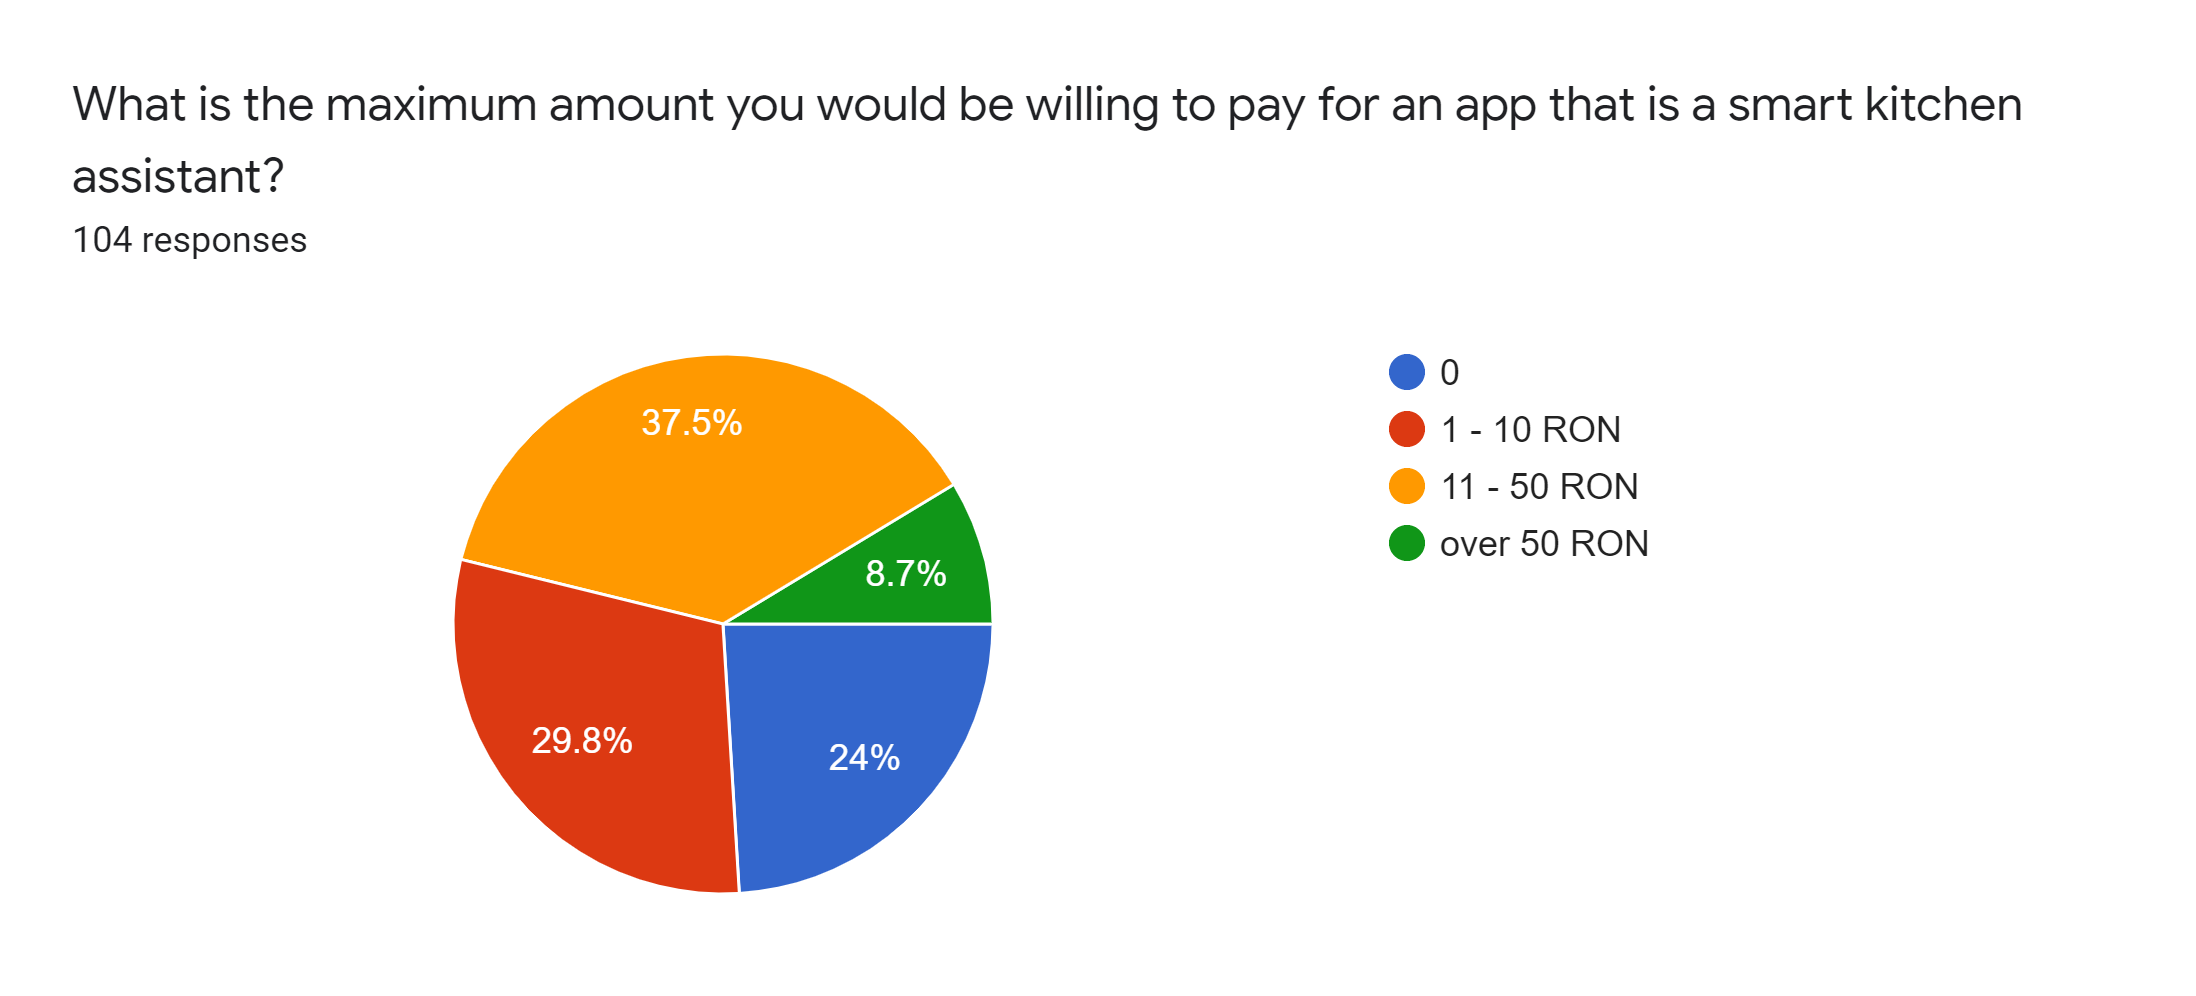 What is the maximum amount you would be willing to pay for an app that is a smart kitchen
assistant?
104 responses
37.5%
8.7%
29.8%
24%
0
1 - 10 RON
11 - 50 RON
over 50 RON